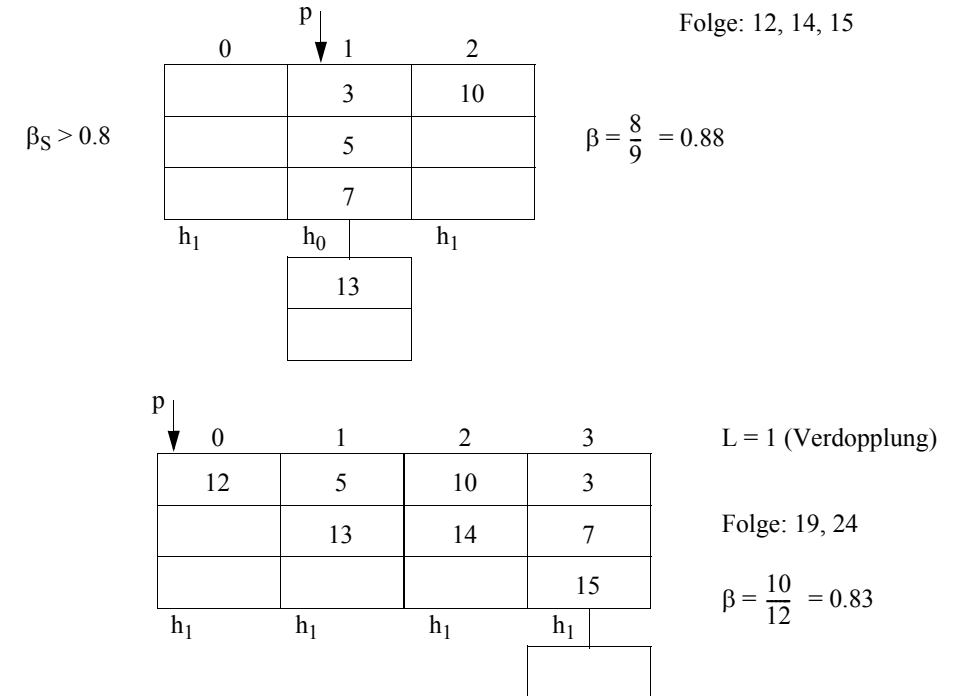 p
Folge: 12, 14, 15
0 1 2
3 10
βS > 0.8
5
β = 8/9 = 0.88
7
h1 h0 h1
13
p
0 1 2 3
L = 1 (Verdopplung)
12 5 10 3
13 14 7
Folge: 19, 24
15
β = 10/12 = 0.83
h1 h1 h1 h1